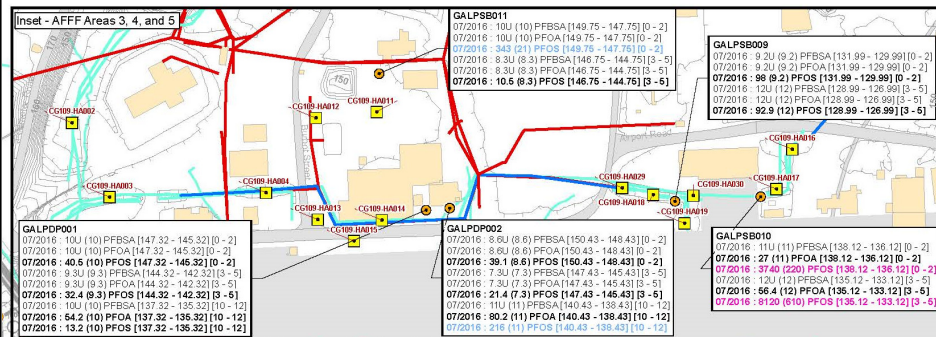 Inset - AFFF Areas 3, 4, and 5
GALPSB011
07/2016 : 10U (10) PFBSA [149.75 - 147.75] [0 - 2]
07/2016 : 10U (10) PFOA [149.75 - 147.75] [0 - 2]
07/2016 : 343 (21) PFOS [149.75 - 147.75] [0 - 2]
07/2016 : 8.3U (8.3) PFBSA [146.75 - 144.75] [3 - 5]
07/2016 : 8.3U (8.3) PFOA [146.75 - 144.75] [3 - 5]
07/2016 : 10.5 (8.3) PFOS [146.75 - 144.75] [3 - 5]
GALPSB009
07/2016 : 9.2U (9.2) PFBSA [131.99 - 129.99] [0 - 2]
07/2016 : 9.2U (9.2) PFOA [131.99 - 129.99] [0 - 2]
07/2016 : 98 (9.2) PFOS [131.99 - 129.99] [0 - 2]
07/2016 : 12U (12) PFBSA [128.99 - 126.99] [3 - 5]
07/2016 : 12U (12) PFOA [128.99 - 126.99] [3 - 5]
07/2016 : 92.9 (12) PFOS [128.99 - 126.99] [3 - 5]
150
CG109-HA002
CG109-HA012
CG109-HA011
Airport Road
CG109-HA016
CG109-HA003
CG109-HA004
CG109-HA029
CG109-HA018
CG109-HA030
CG109-HA017
CG109-HA019
CG109-HA013
CG109-HA014
CG109-HA015
GALPDP001
07/2016 : 10U (10) PFBSA [147.32 - 145.32] [0 - 2]
07/2016 : 10U (10) PFOA [147.32 - 145.32] [0 - 2]
07/2016 : 40.5 (10) PFOS [147.32 - 145.32] [0 - 2]
07/2016 : 9.3U (9.3) PFBSA [144.32 - 142.32] [3 - 5]
07/2016 : 9.3U (9.3) PFOA [144.32 - 142.32] [3 - 5]
07/2016 : 32.4 (9.3) PFOS [144.32 - 142.32] [3 - 5]
07/2016 : 10U (10) PFBSA [137.32 - 135.32] [10 - 12]
07/2016 : 54.2 (10) PFOA [137.32 - 135.32] [10 - 12]
07/2016 : 13.2 (10) PFOS [137.32 - 135.32] [10 - 12]
GALPDP002
07/2016 : 8.6U (8.6) PFBSA [150.43 - 148.43] [0 - 2]
07/2016 : 8.6U (8.6) PFOA [150.43 - 148.43] [0 - 2]
07/2016 : 39.1 (8.6) PFOS [150.43 - 148.43] [0 - 2]
07/2016 : 7.3U (7.3) PFBSA [147.43 - 145.43] [3 - 5]
07/2016 : 7.3U (7.3) PFOA [147.43 - 145.43] [3 - 5]
07/2016 : 21.4 (7.3) PFOS [147.43 - 145.43] [3 - 5]
07/2016 : 11U (11) PFBSA [140.43 - 138.43] [10 - 12]
07/2016 : 80.2 (11) PFOA [140.43 - 138.43] [10 - 12]
07/2016 : 216 (11) PFOS [140.43 - 138.43] [10 - 12]
GALPSB010
07/2016 : 11U (11) PFBSA [138.12 - 136.12] [0 - 2]
07/2016 : 27 (11) PFOA [138.12 - 136.12] [0 - 2]
07/2016 : 3740 (220) PFOS [138.12 - 136.12] [0 - 2]
07/2016 : 12U (12) PFBSA [135.12 - 133.12] [3 - 5]
07/2016 : 56.4 (12) PFOA [135.12 - 133.12] [3 - 5]
07/2016 : 8120 (610) PFOS [135.12 - 133.12] [3 - 5]